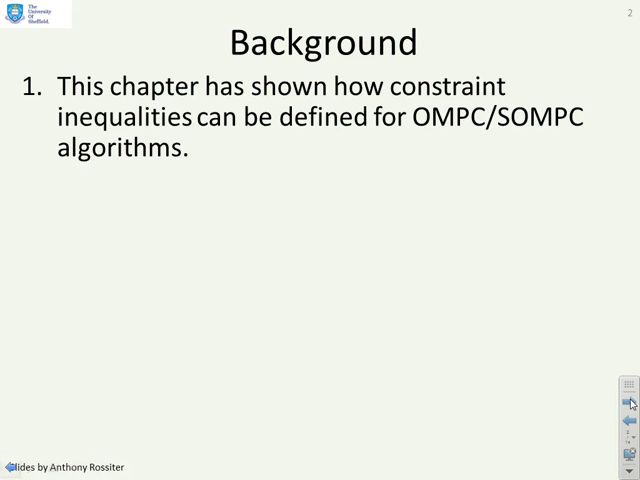 The
University
Of
Sheffield.
2
Background
1. This chapter has shown how constraint
inequalities can be defined for OMPC/SOMPC
algorithms.
lides by Anthony Rossiter